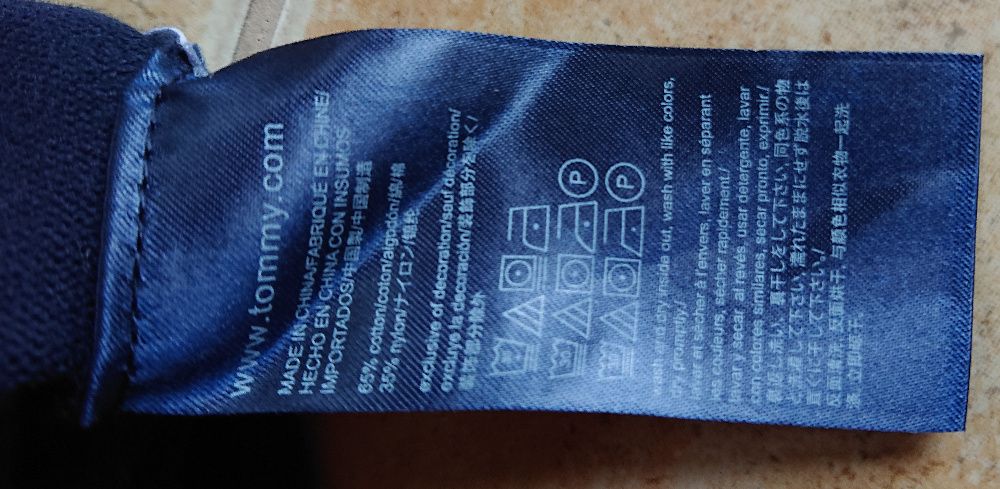 www.tommy.com
MADE IN CHINA/FABRIQUE EN CHINE/
HECHO EN CHINA CON INSUMOS
IMPORTADOS/中国製/中国制造
65% cotton/coton/algodón/綿/棉
35% nylon/ナイロン/锦纶
exclusive of decoration/sauf décoration/
excluye la decoración/装飾部分を除く/
装饰部分除外
P
P
wash and dry inside out, wash with like colors,
dry promptly./
laver et sécher à l'envers, laver en séparant
les couleurs, sécher rapidement./
lavar y secar al revés, usar detergente, lavar
con colores similares, secar pronto, exprimir./
裏返し洗い、裏干しをして下さい, 同色系の物
と洗濯して下さい, 濡れたままにせず脱水後は
直ぐに干して下さい/
反面清洗, 反面烘干, 与颜色相似衣物一起洗
涤, 立即晾干.